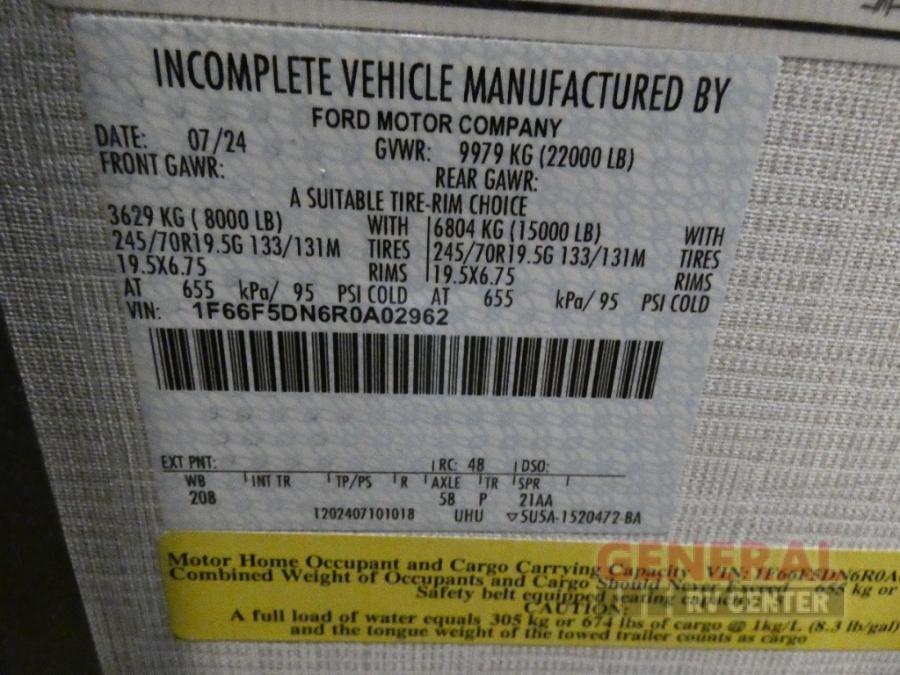 INCOMPLETE VEHICLE MANUFACTURED BY
FORD MOTOR COMPANY
DATE: 07/24 GVWR: 9979 KG (22000 LB)
FRONT GAWR: REAR GAWR:
A SUITABLE TIRE-RIM CHOICE
3629 KG ( 8000 LB) WITH 6804 KG (15000 LB) WITH
245/70R19.5G 133/131M TIRES 245/70R19.5G 133/131M TIRES
19.5X6.75 RIMS 19.5X6.75 RIMS
AT 655 kPa/ 95 PSI COLD AT 655 kPa/ 95 PSI COLD
VIN: 1F66F5DN6R0A02962
EXT PNT: RC: 48 DSO:
WB INT TR TP/PS R AXLE TR SPR
208 58 P 21AA
1202407101018 UHU ▽5U5A-1520472-BA
Motor Home Occupant and Cargo Carrying Capacity VIN: 1F66F5DN6R0A
Combined Weight of Occupants and Cargo Should Never Exceed 655 kg or
Safety belt equipped seating capacity
CAUTION:
A full load of water equals 305 kg or 674 lbs of cargo @ 1kg/L (8.3 lb/gal)
and the tongue weight of the towed trailer counts as cargo
GENERAL
RV CENTER